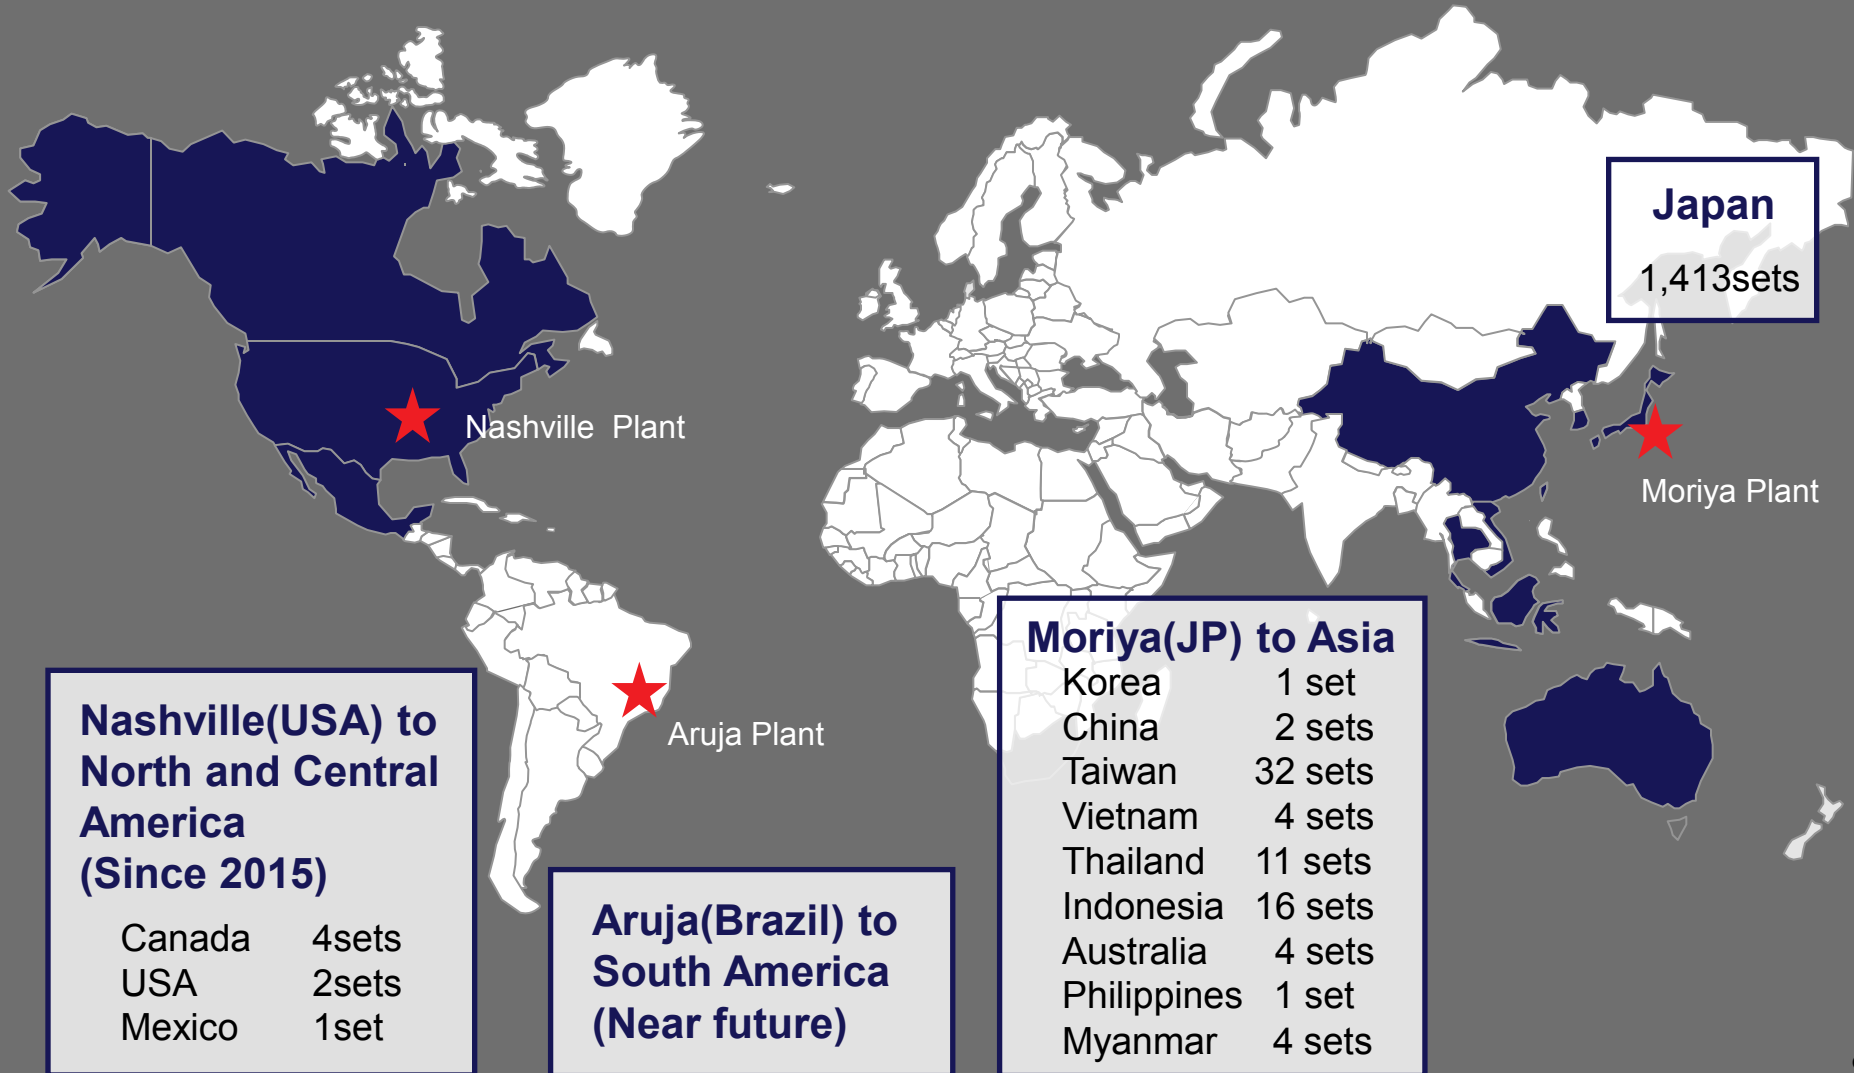 Japan
1,413sets
Nashville  Plant
Moriya Plant
Aruja Plant
Nashville(USA) to
North and Central
America
(Since 2015)
Canada 4sets
USA 2sets
Mexico 1set
Aruja(Brazil) to
South America
(Near future)
Moriya(JP) to Asia
Korea 1 set
China 2 sets
Taiwan 32 sets
Vietnam 4 sets
Thailand 11 sets
Indonesia 16 sets
Australia 4 sets
Philippines 1 set
Myanmar 4 sets